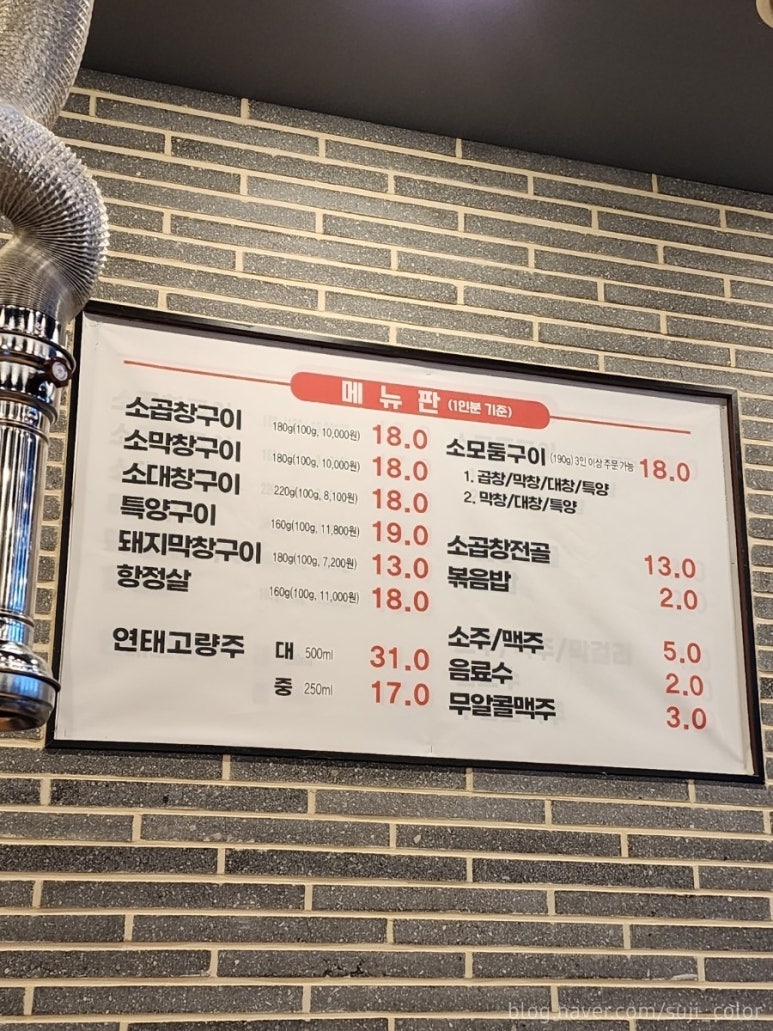 메뉴판 (1인분 기준)
소곱창구이 180g(100g, 10,000원) 18.0
소막창구이 180g(100g, 10,000원) 18.0
소대창구이 220g(100g, 8,100원) 18.0
특양구이 160g(100g, 11,800원) 19.0
돼지막창구이 180g(100g, 7,200원) 13.0
항정살 160g(100g, 11,000원) 18.0
연태고량주 대 500ml 31.0
중 250ml 17.0
소모둠구이 (190g) 3인 이상 주문 가능 18.0
1. 곱창/막창/대창/특양
2. 막창/대창/특양
소곱창전골 13.0
볶음밥 2.0
소주/맥주 5.0
음료수 2.0
무알콜맥주 3.0
blog.naver.com/suji_color